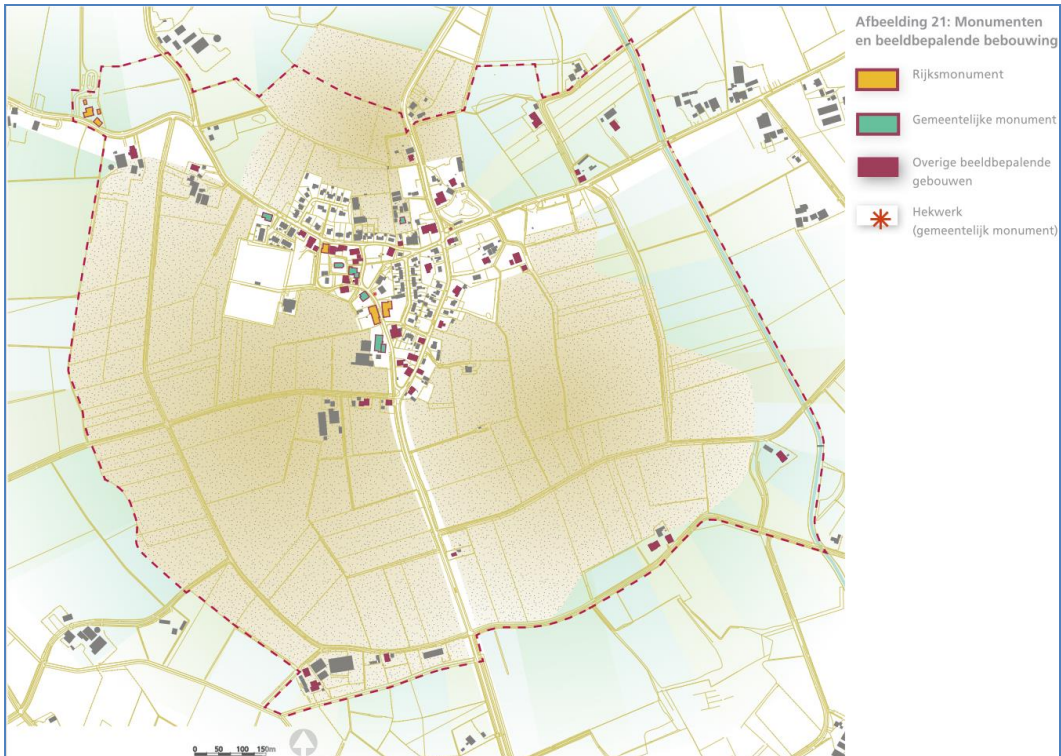 Afbeelding 21: Monumenten
en beeldbepalende bebouwing
Rijksmonument
Gemeentelijke monument
Overige beeldbepalende
gebouwen
Hekwerk
(gemeentelijk monument)
0 50 100 150m